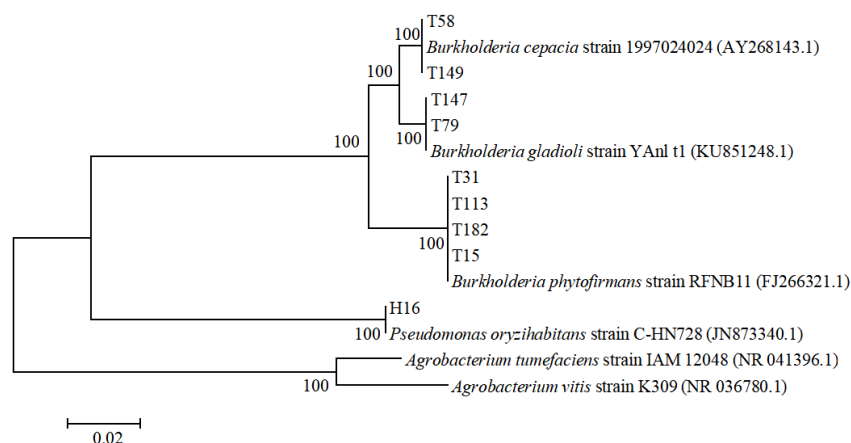 T58
100
Burkholderia cepacia strain 1997024024 (AY268143.1)
100
T149
T147
T79
100
Burkholderia gladioli strain YAnl t1 (KU851248.1)
100
T31
T113
T182
100
T15
Burkholderia phytofirmans strain RFNB11 (FJ266321.1)
H16
100
Pseudomonas oryzihabitans strain C-HN728 (JN873340.1)
Agrobacterium tumefaciens strain IAM 12048 (NR 041396.1)
100
Agrobacterium vitis strain K309 (NR 036780.1)
0.02